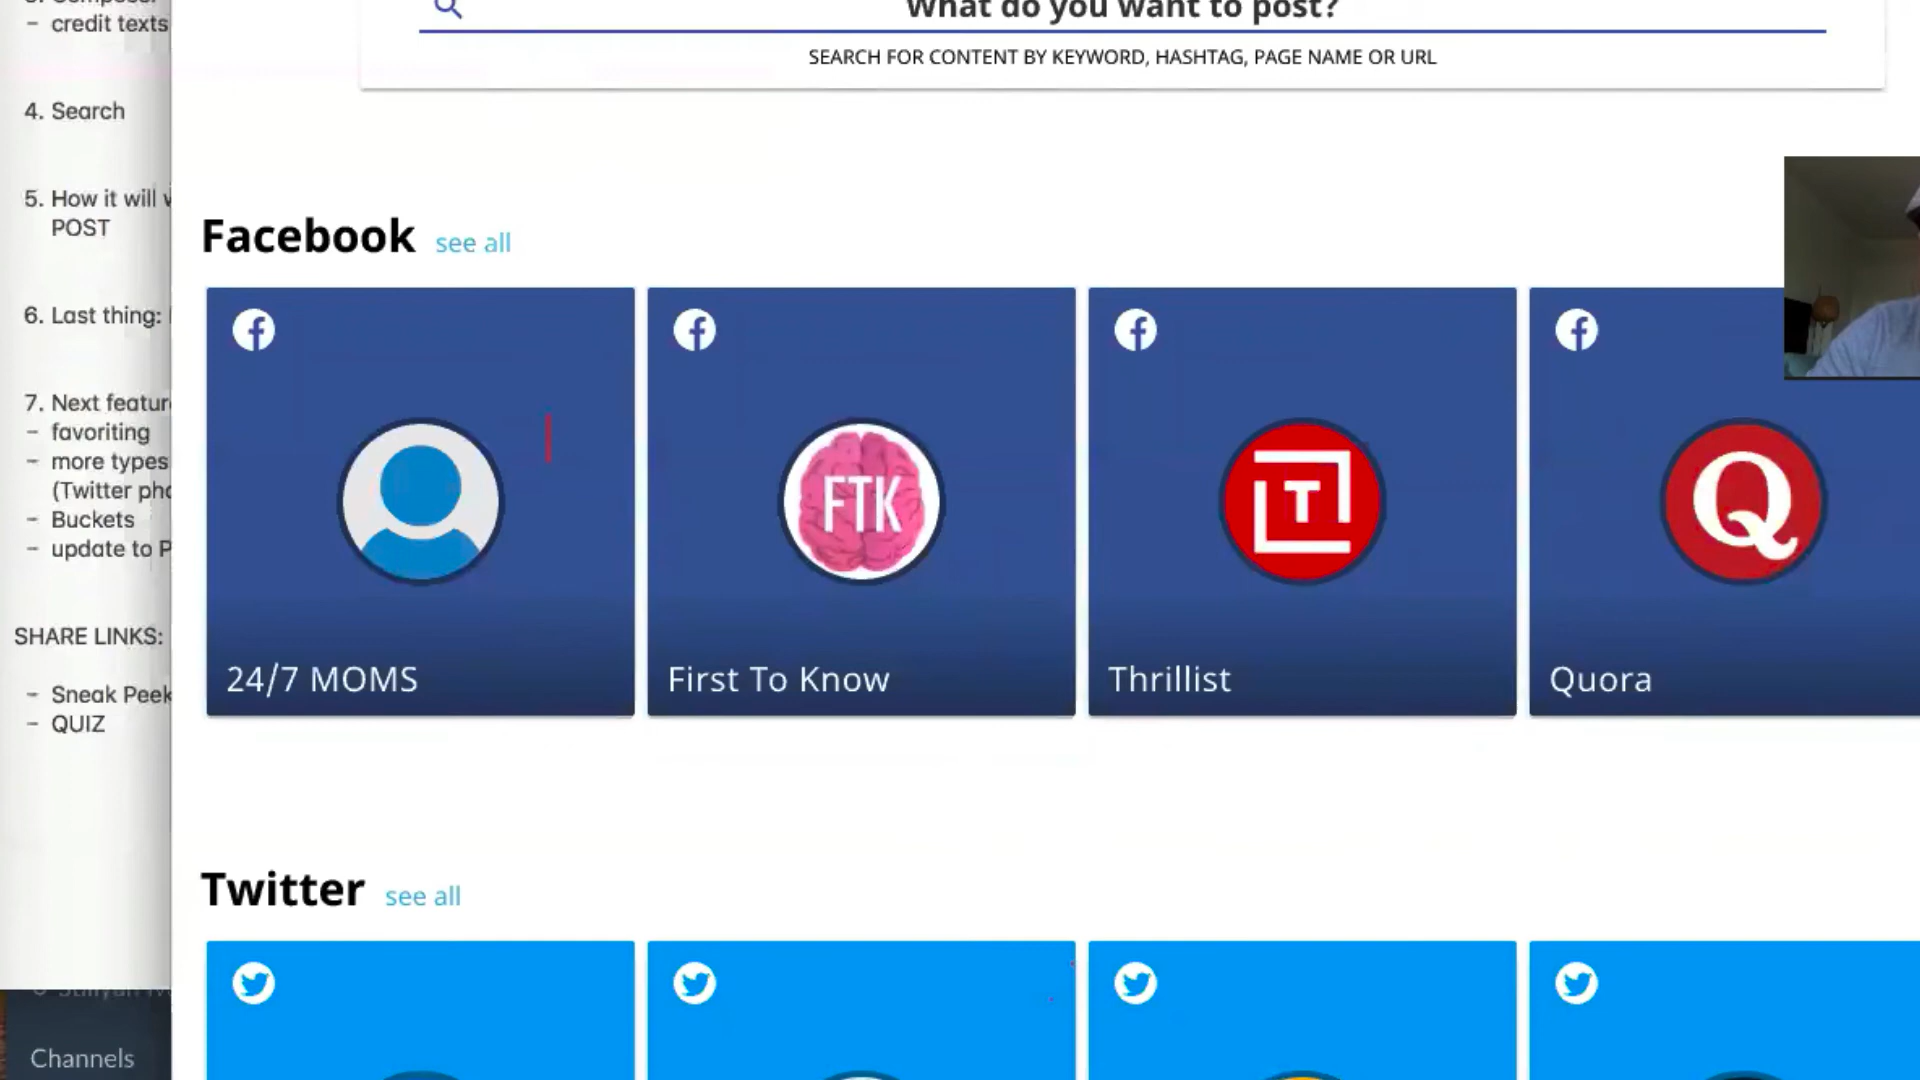 - credit texts
4. Search
5. How it will
POST
6. Last thing:
7. Next featur
- favoriting
- more types
(Twitter pho
- Buckets
- update to P
SHARE LINKS:
- Sneak Peek
- QUIZ
Channels
What do you want to post?
SEARCH FOR CONTENT BY KEYWORD, HASHTAG, PAGE NAME OR URL
Facebook see all
FTK
T
Q
24/7 MOMS
First To Know
Thrillist
Quora
Twitter see all